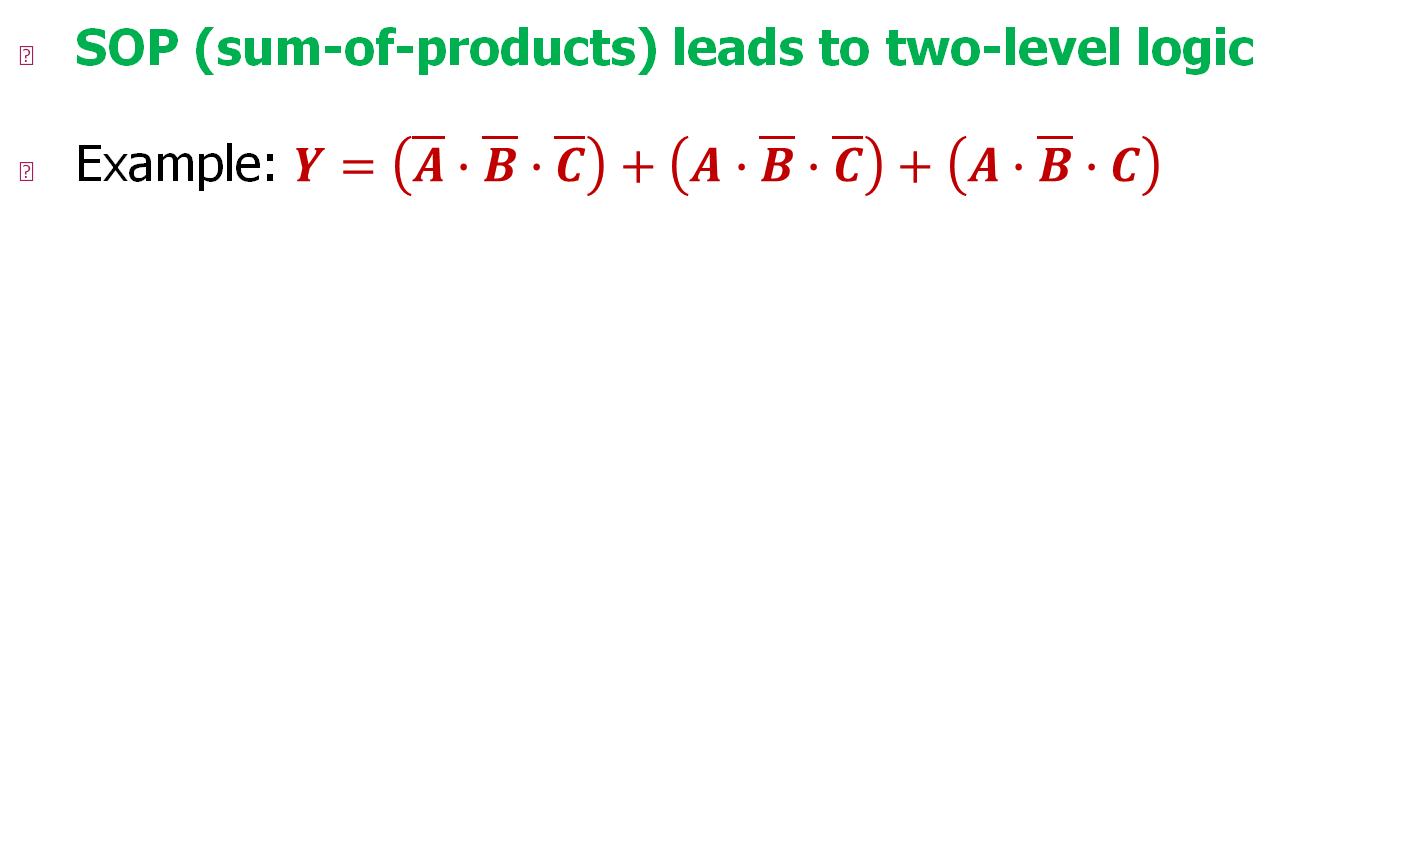 SOP (sum-of-products) leads to two-level logic
Example: Y = (A̅ · B̅ · C̅) + (A · B̅ · C̅) + (A · B̅ · C)